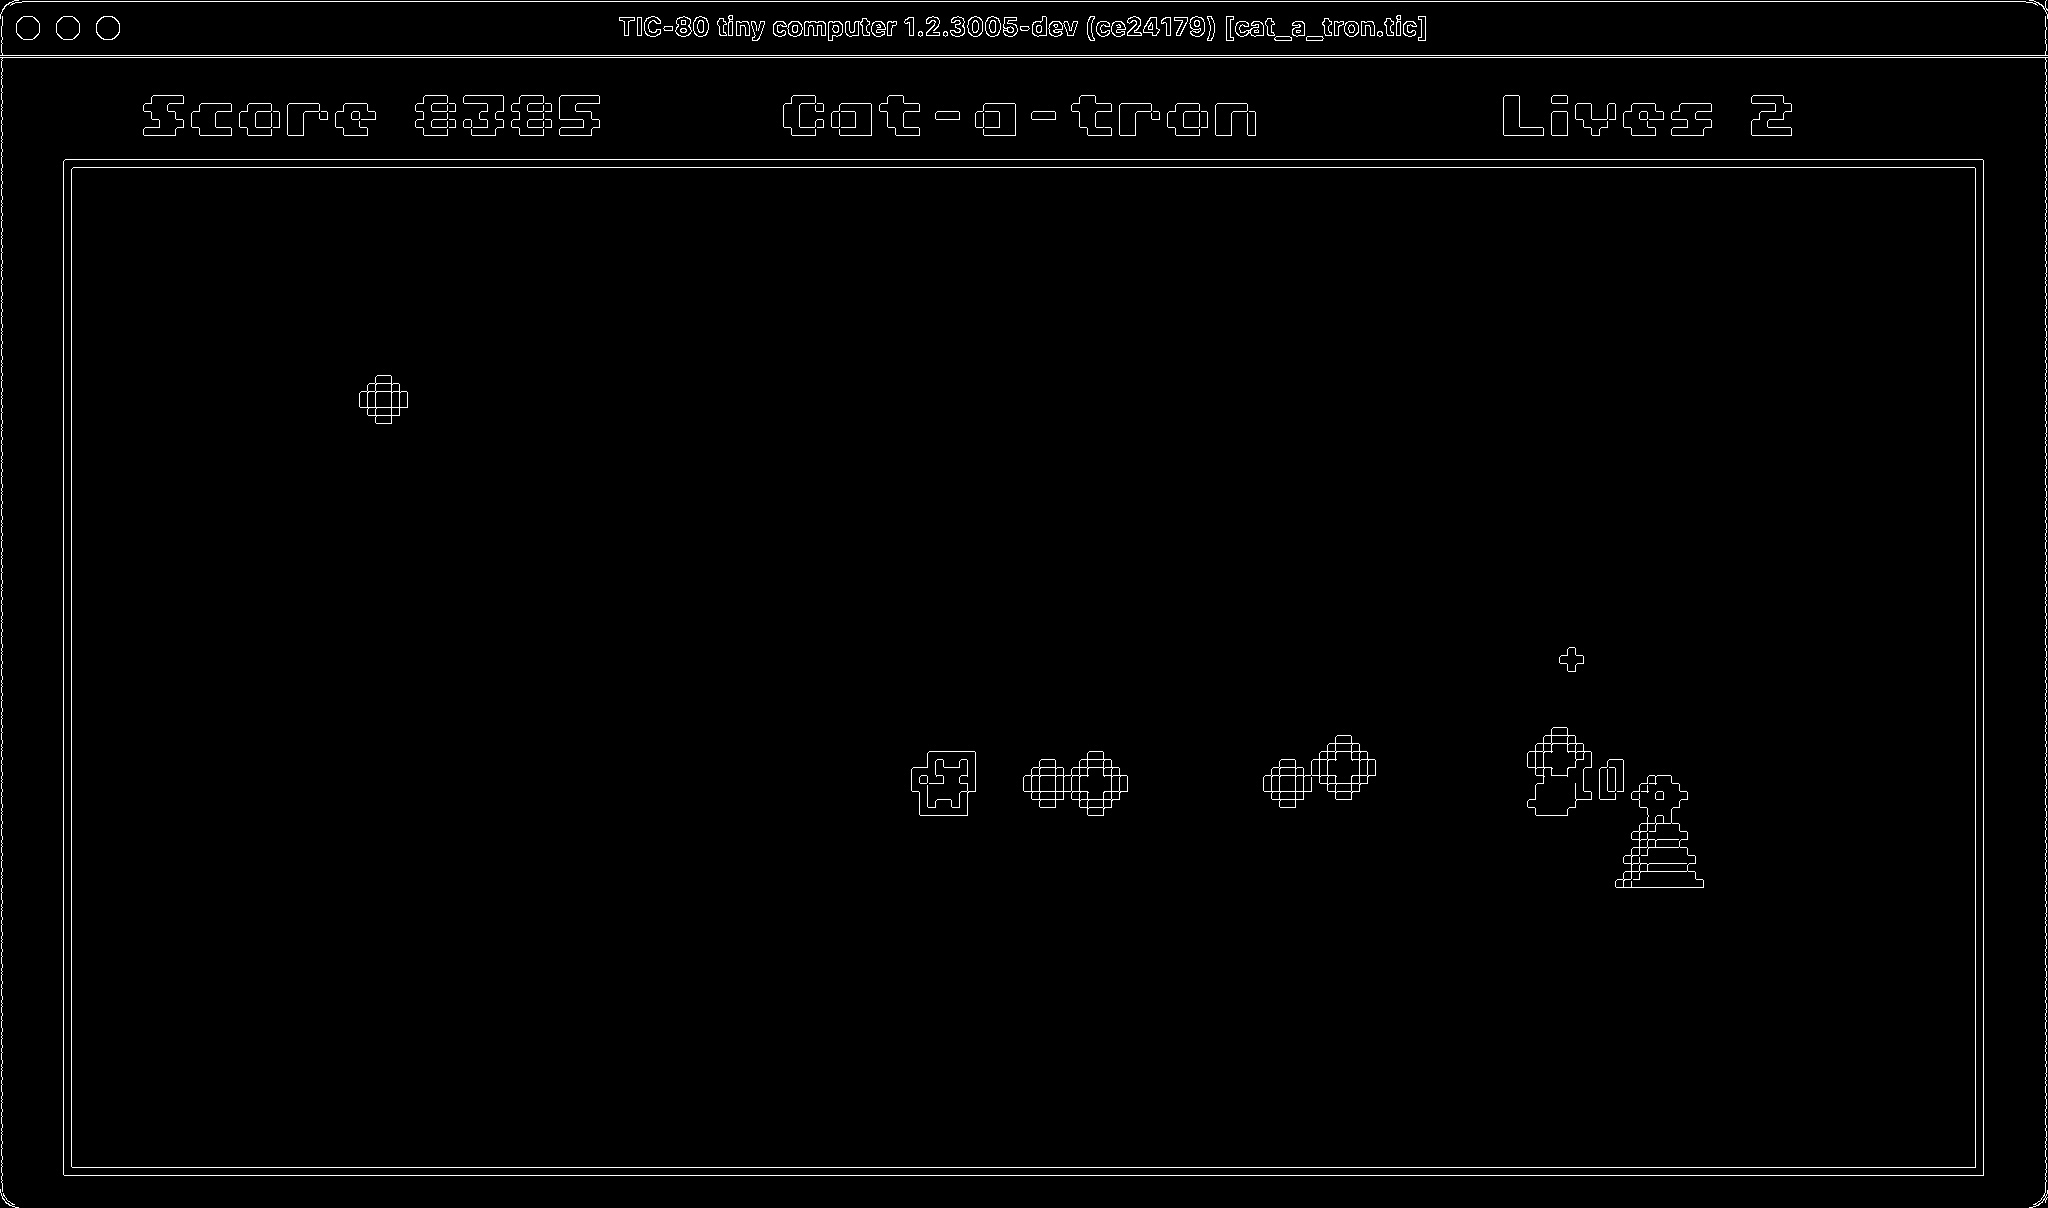 TIC-80 tiny computer 1.2.3005-dev (ce24179) [cat_a_tron.tic]
Score 8385 Cat-a-tron Lives 2